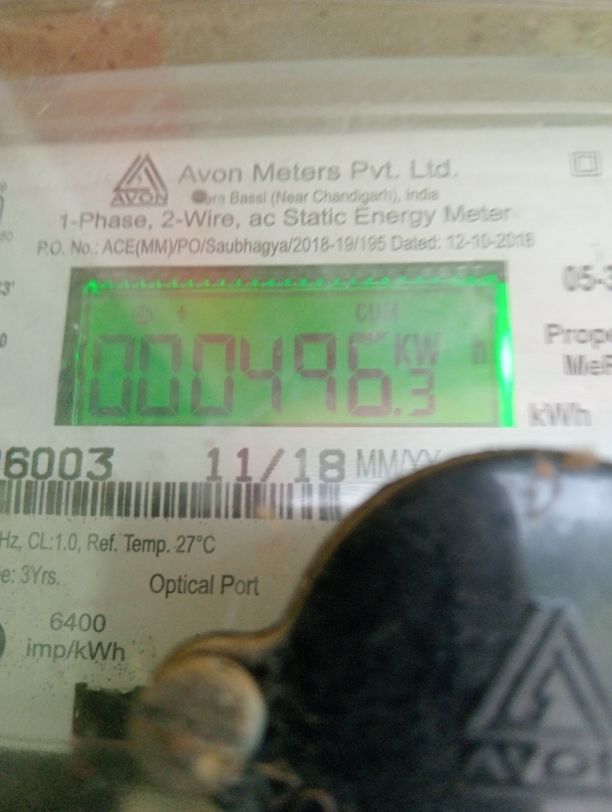 Avon Meters Pvt. Ltd.
AVON
Bassi (Near Chandigarh), India
1-Phase, 2-Wire, ac Static Energy Meter
P.O. No.: ACE(MM)/PO/Saubhagya/2018-19/195 Dated: 12-10-2018
CUM
000496.3 KW h
kWh
6003 11/18 MM/YY
Hz, CL:1.0, Ref. Temp. 27°C
e: 3Yrs.
Optical Port
6400
imp/kWh
AVON